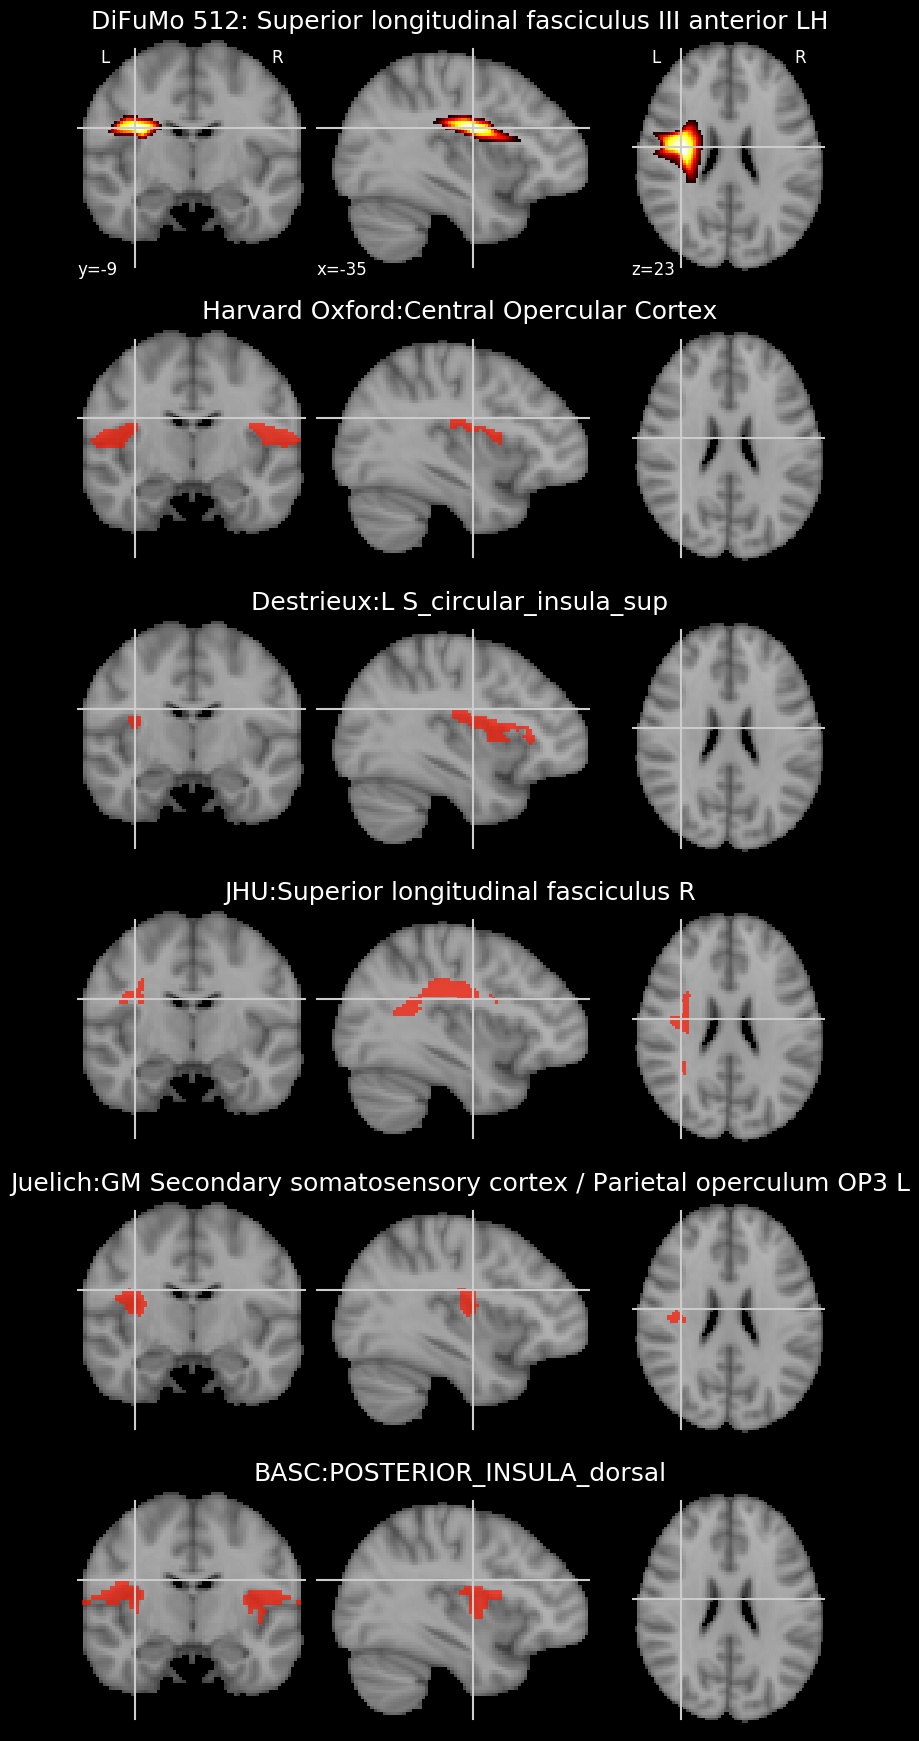 DiFuMo 512: Superior longitudinal fasciculus III anterior LH
L R L R
y=-9 x=-35 z=23
Harvard Oxford:Central Opercular Cortex
Destrieux:L S_circular_insula_sup
JHU:Superior longitudinal fasciculus R
Juelich:GM Secondary somatosensory cortex / Parietal operculum OP3 L
BASC:POSTERIOR_INSULA_dorsal